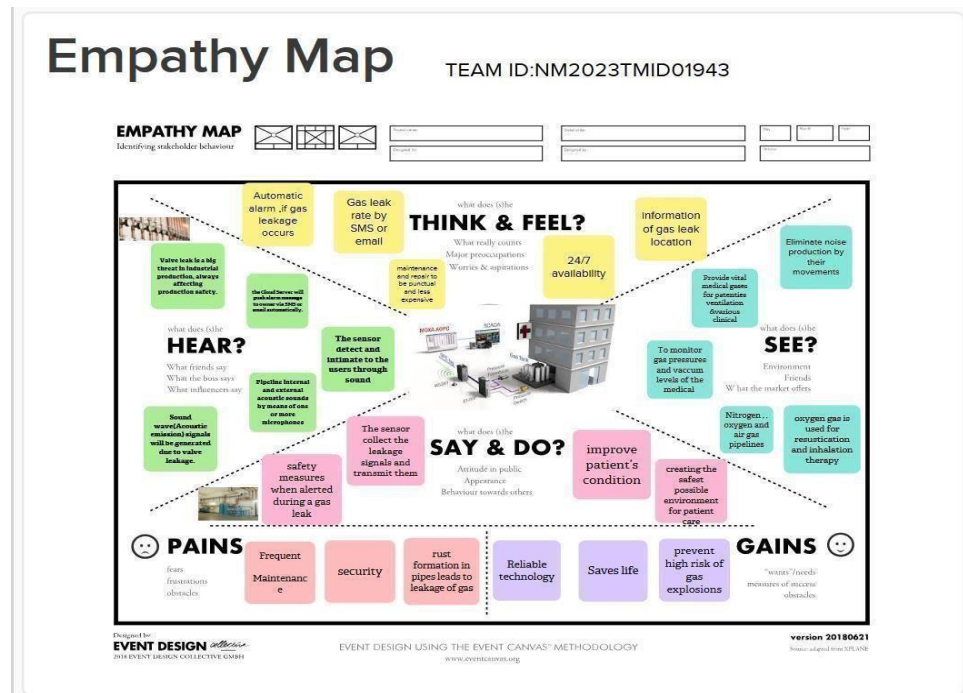 Empathy Map
TEAM ID:NM2023TMID01943
EMPATHY MAP
Identifying stakeholder behaviour
Designed for
Designed by
Automatic
alarm ,if gas
leakage
occurs
Gas leak
rate by
SMS or
email
what does (s)he
THINK & FEEL?
What really counts
Major preoccupations
Worries & aspirations
maintenance
and repair to
be punctual
and less
expensive
24/7
availability
Information
of gas leak
location
Eliminate noise
production by
their
movements
Provide vital
medical gases
for patenties
ventilation
&various
clinical
what does (s)he
SEE?
Environment
Friends
W hat the market offers
To monitor
gas pressures
and vaccum
levels of the
medical
Nitrogen , .
oxygen and
air gas
pipelines
oxygen gas is
used for
resustication
and inhalation
therapy
Valve leak is a big
threat in industrial
production, always
affecting
production safety.
the Cloud Server will
push alarm message
to owner via SMS or
email automatically.
what does (s)he
HEAR?
What friends say
What the boss says
What influencers say
The sensor
detect and
intimate to the
users through
sound
Pipeline internal
and external
acoustic sounds
by means of one
or more
microphones
Sound
wave(Acoustic
emission) signals
will be generated
due to valve
leakage.
The sensor
collect the
leakage
signals and
transmit them
safety
measures
when alerted
during a gas
leak
what does (s)he
SAY & DO?
Attitude in public
Appearance
Behaviour towards others
improve
patient's
condition
creating the
safest
possible
environment
for patient
care
PAINS
fears
frustrations
obstacles
Frequent
Maintenanc
e
security
rust
formation in
pipes leads to
leakage of gas
Reliable
technology
Saves life
prevent
high risk of
gas
explosions
GAINS
"wants"/needs
measures of success
obstacles
Designed by
EVENT DESIGN collective
2018 EVENT DESIGN COLLECTIVE GMBH
EVENT DESIGN USING THE EVENT CANVAS™ METHODOLOGY
www.eventcanvas.org
version 20180621
Source: adapted from XPLANE